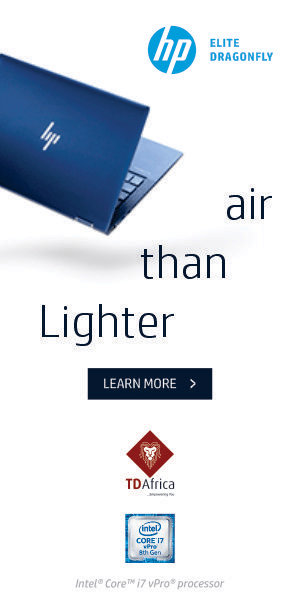 hp
ELITE
DRAGONFLY
hp
air
than
Lighter
LEARN MORE >
TDAfrica
...empowering You
intel®
CORE i7
vPro
8th Gen
Intel® Core™ i7 vPro® processor